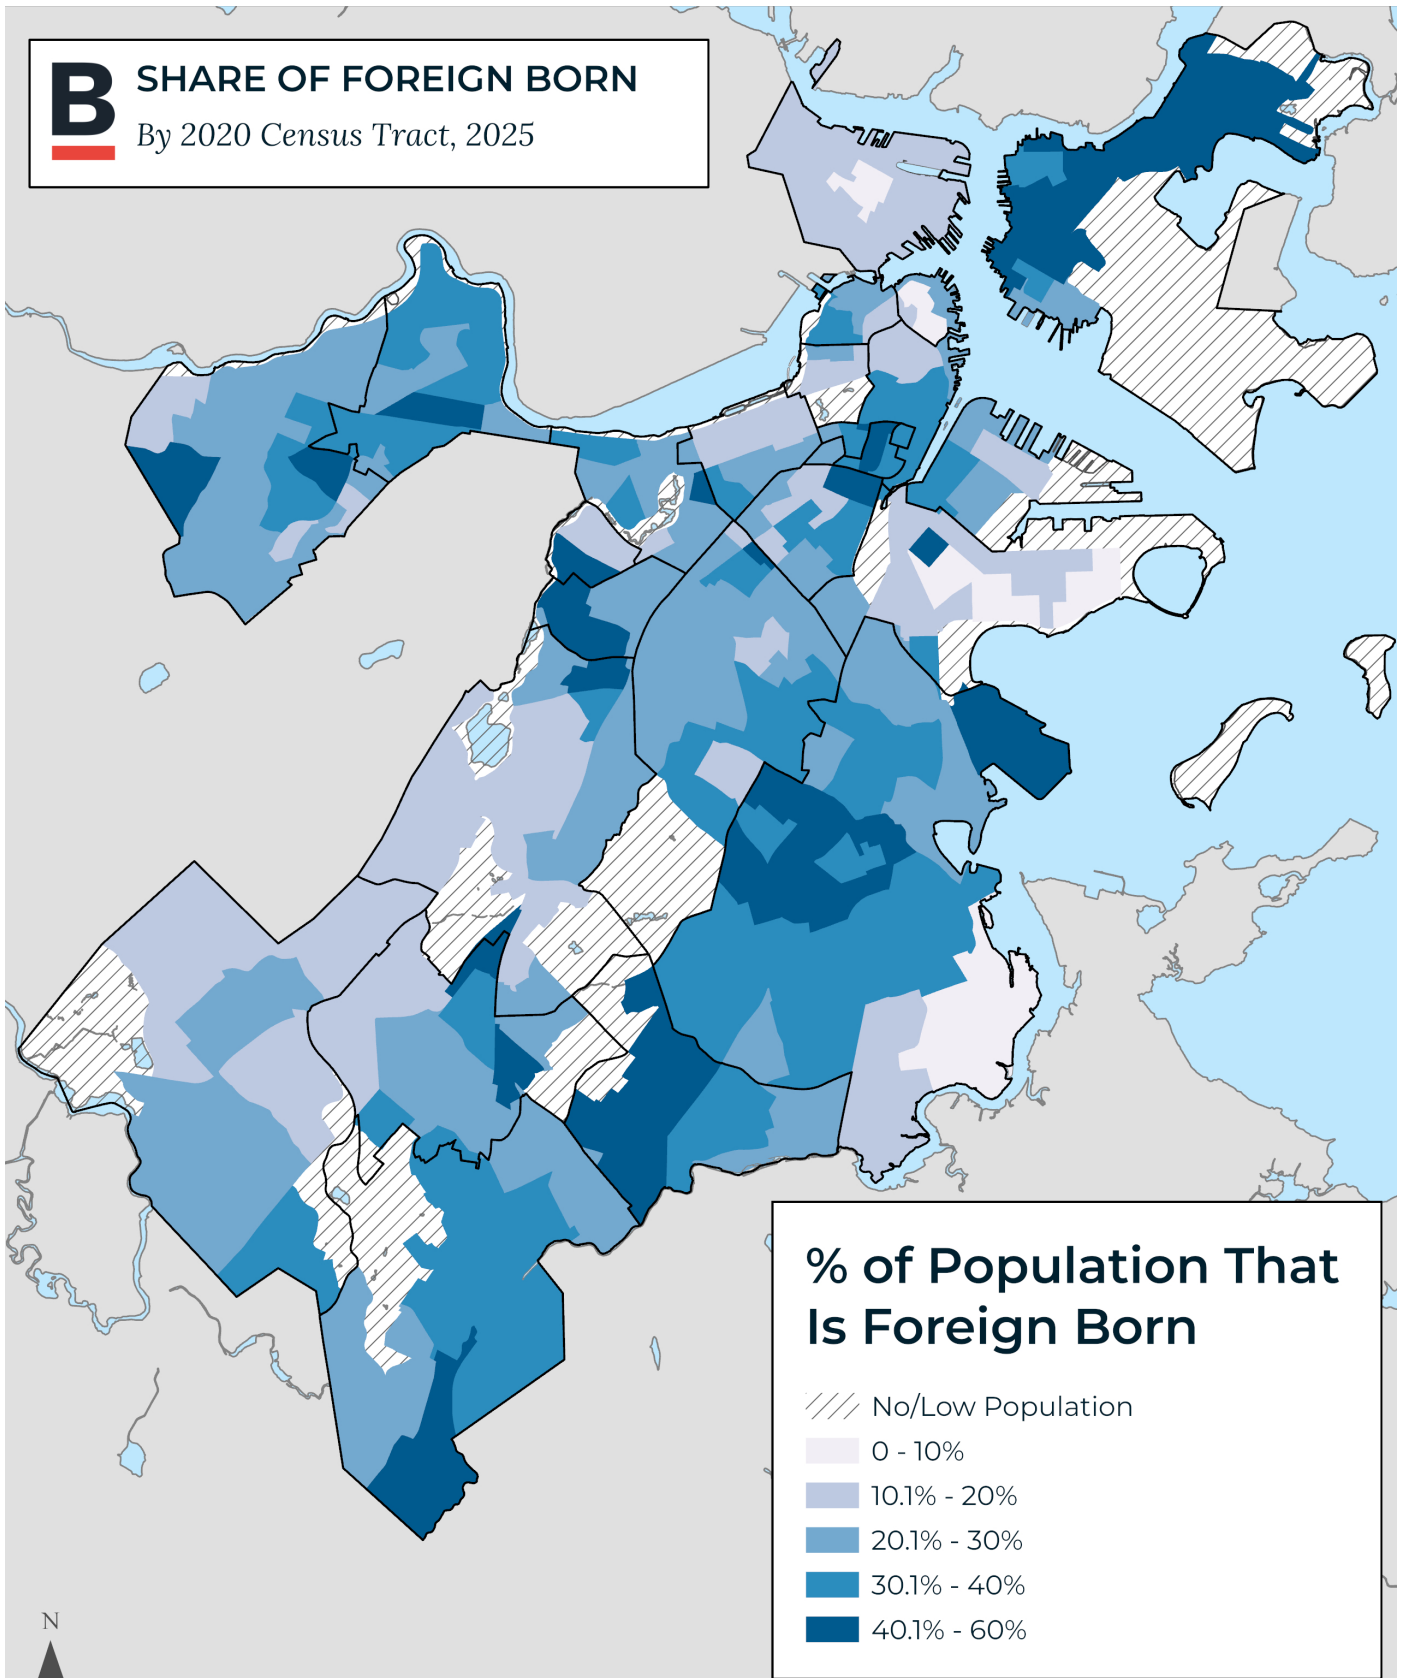 B
SHARE OF FOREIGN BORN
By 2020 Census Tract, 2025
% of Population That
Is Foreign Born
No/Low Population
0 - 10%
10.1% - 20%
20.1% - 30%
30.1% - 40%
40.1% - 60%
N